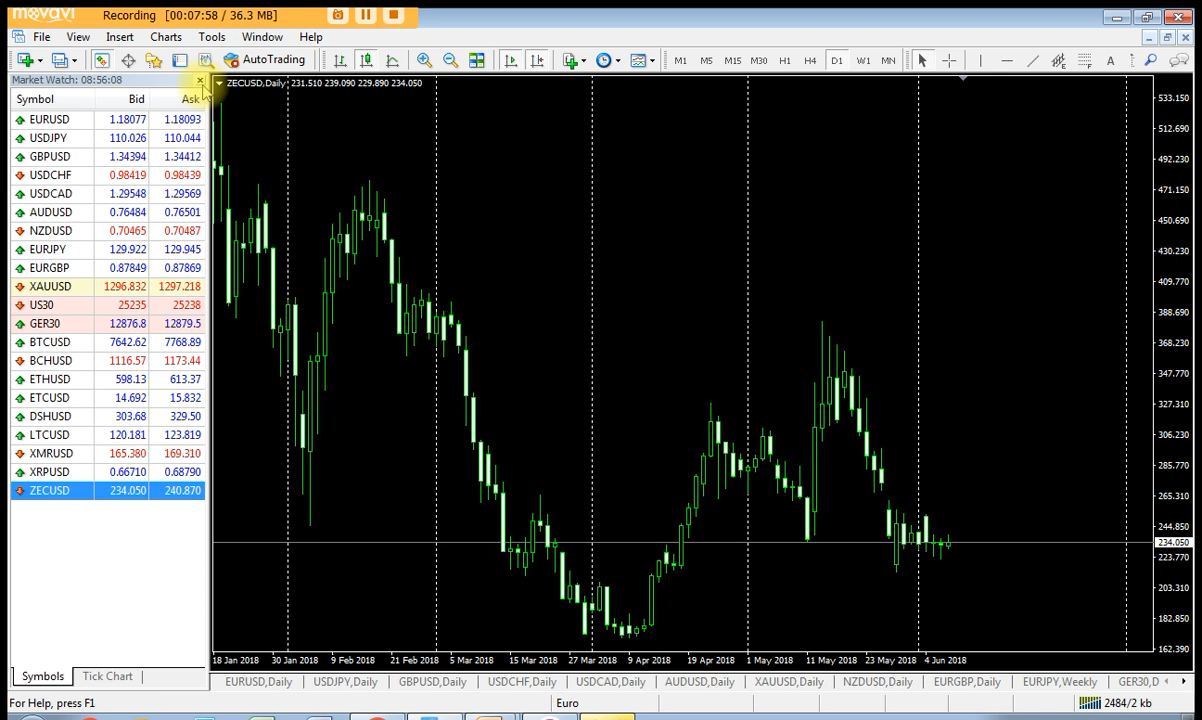 movavi
Recording [00:07:58 / 36.3 MB]
File View Insert Charts Tools Window Help
AutoTrading M1 M5 M15 M30 H1 H4 D1 W1 MN A
Market Watch: 08:56:08
Symbol Bid Ask
EURUSD 1.18077 1.18093
USDJPY 110.026 110.044
GBPUSD 1.34394 1.34412
USDCHF 0.98419 0.98439
USDCAD 1.29548 1.29569
AUDUSD 0.76484 0.76501
NZDUSD 0.70465 0.70487
EURJPY 129.922 129.945
EURGBP 0.87849 0.87869
XAUUSD 1296.832 1297.218
US30 25235 25238
GER30 12876.8 12879.5
BTCUSD 7642.62 7768.89
BCHUSD 1116.57 1173.44
ETHUSD 598.13 613.37
ETCUSD 14.692 15.832
DSHUSD 303.68 329.50
LTCUSD 120.181 123.819
XMRUSD 165.380 169.310
XRPUSD 0.66710 0.68790
ZECUSD 234.050 240.870
Symbols Tick Chart
ZECUSD,Daily 231.510 239.090 229.890 234.050
533.150
512.690
492.230
471.150
450.690
430.230
409.770
388.690
368.230
347.770
327.310
306.230
285.770
265.310
244.850
234.050
223.770
203.310
182.850
162.390
18 Jan 2018 30 Jan 2018 9 Feb 2018 21 Feb 2018 5 Mar 2018 15 Mar 2018 27 Mar 2018 9 Apr 2018 19 Apr 2018 1 May 2018 11 May 2018 23 May 2018 4 Jun 2018
EURUSD,Daily USDJPY,Daily GBPUSD,Daily USDCHF,Daily USDCAD,Daily AUDUSD,Daily XAUUSD,Daily NZDUSD,Daily EURGBP,Daily EURJPY,Weekly GER30,D
For Help, press F1 Euro 2484/2 kb